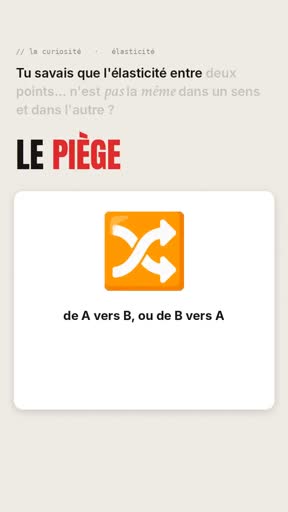 // la curiosité · élasticité
Tu savais que l'élasticité entre deux
points... n'est pas la même dans un sens
et dans l'autre ?
LE PIÈGE
de A vers B, ou de B vers A